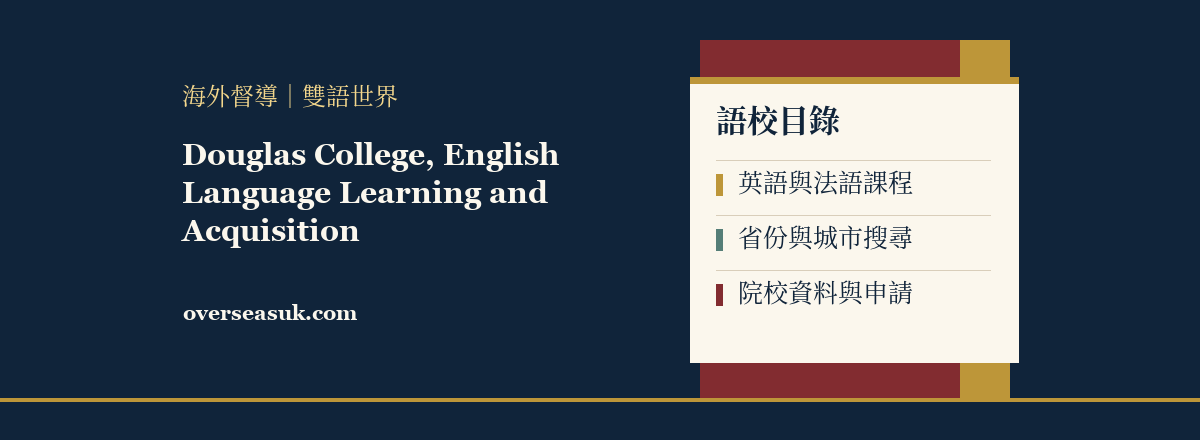 海外督導｜雙語世界
Douglas College, English
Language Learning and
Acquisition
overseasuk.com
語校目錄
英語與法語課程
省份與城市搜尋
院校資料與申請